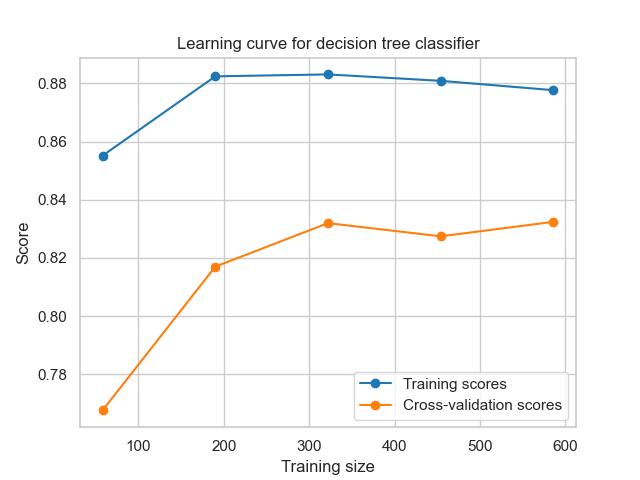 Learning curve for decision tree classifier
0.88
0.86
0.84
0.82
0.80
0.78
Score
Training scores
Cross-validation scores
100 200 300 400 500 600
Training size